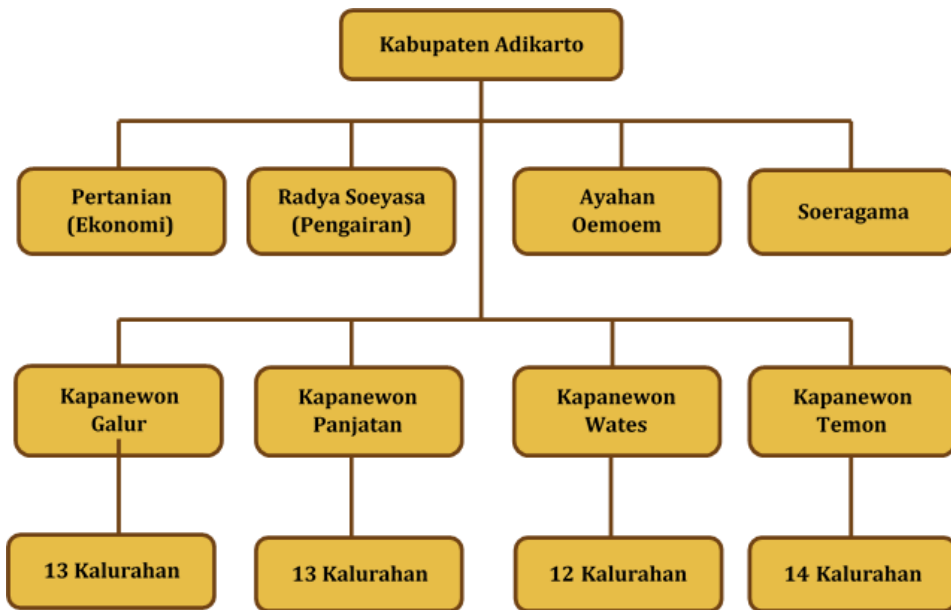 Kabupaten Adikarto
Pertanian
(Ekonomi)
Radya Soeyasa
(Pengairan)
Ayahan
Oemoem
Soeragama
Kapanewon
Galur
Kapanewon
Panjatan
Kapanewon
Wates
Kapanewon
Temon
13 Kalurahan
13 Kalurahan
12 Kalurahan
14 Kalurahan